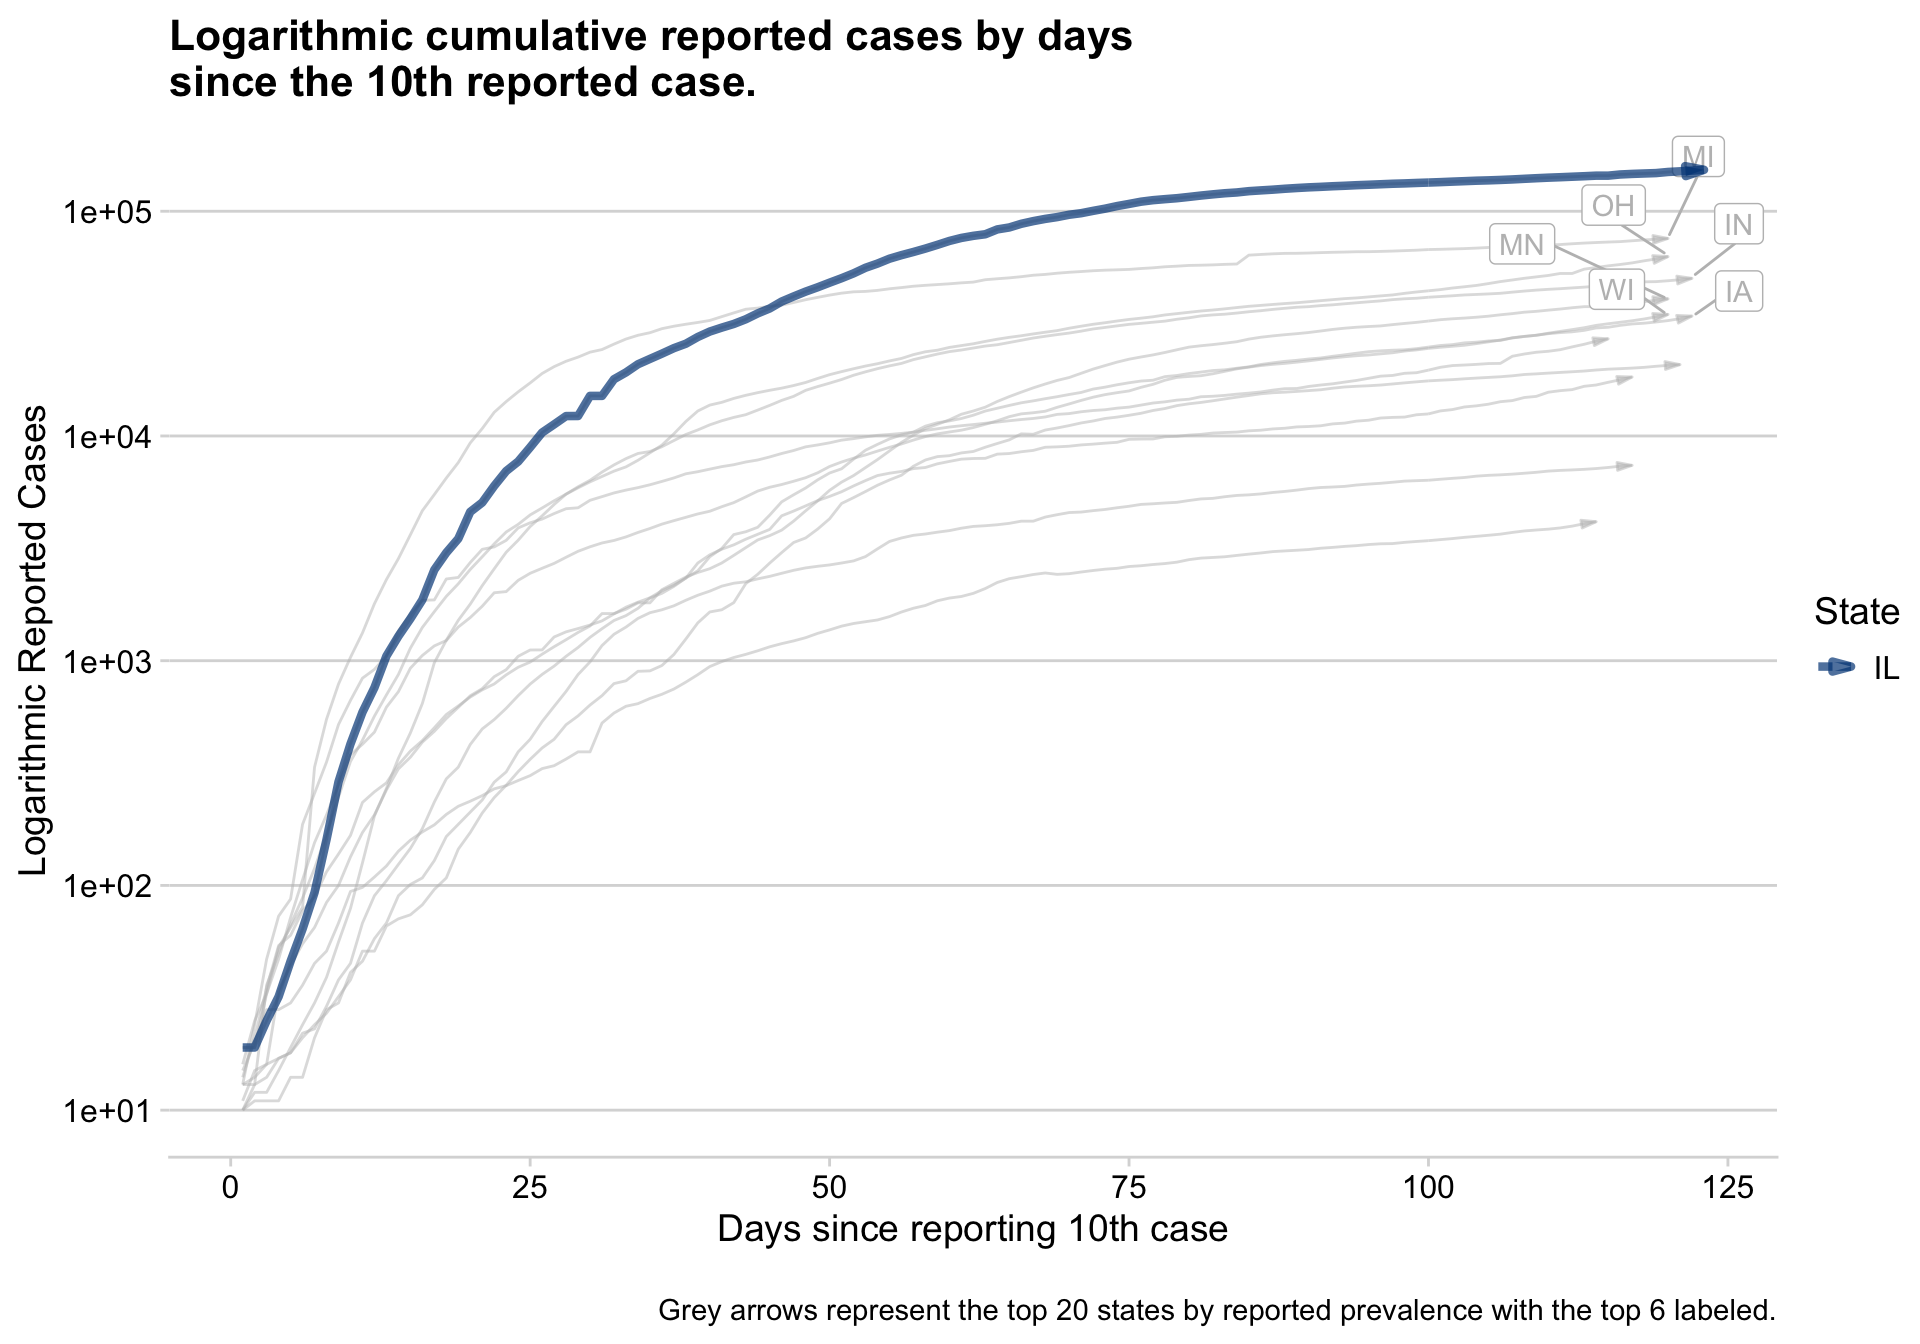 Logarithmic cumulative reported cases by days
since the 10th reported case.
Logarithmic Reported Cases
1e+05
1e+04
1e+03
1e+02
1e+01
MI
OH
IN
MN
WI
IA
State
IL
0
25
50
75
100
125
Days since reporting 10th case
Grey arrows represent the top 20 states by reported prevalence with the top 6 labeled.